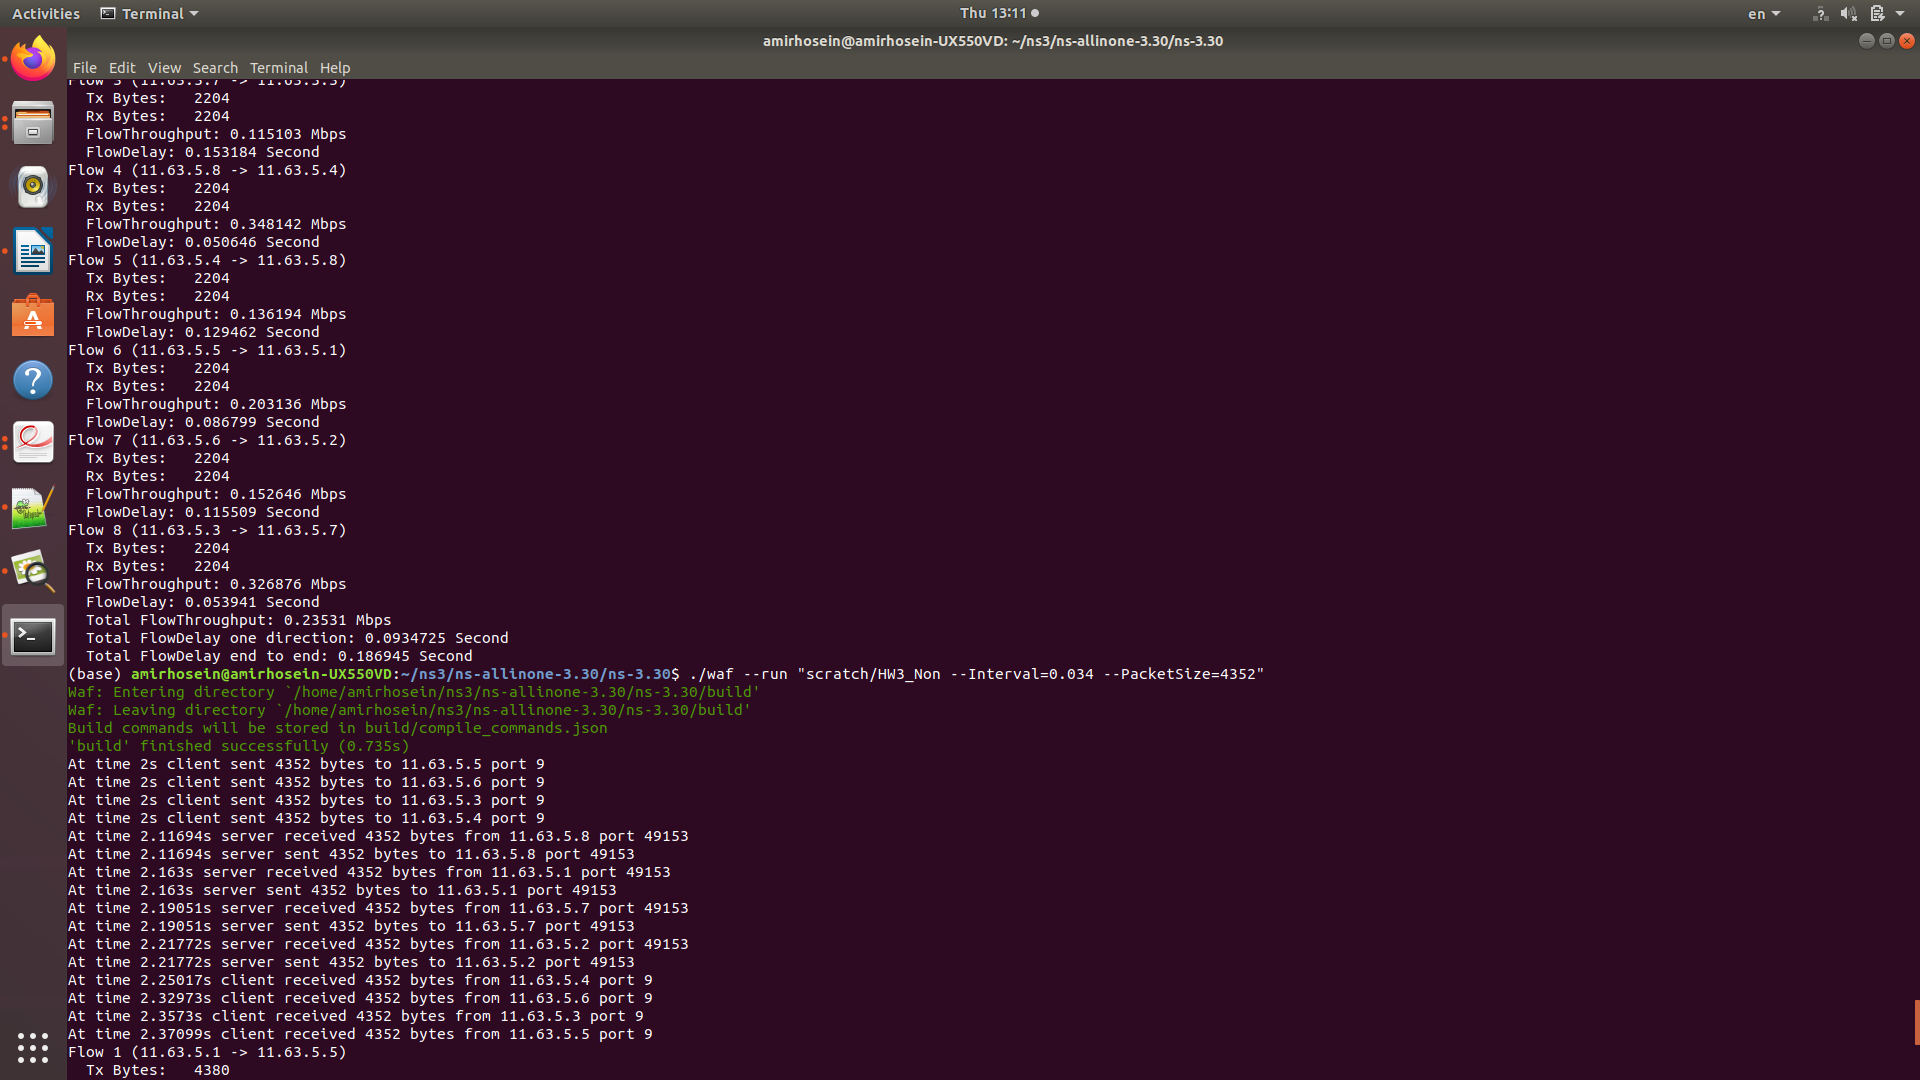 Activities
Terminal
Thu 13:11
en
amirhosein@amirhosein-UX550VD: ~/ns3/ns-allinone-3.30/ns-3.30
File Edit View Search Terminal Help
Flow 3 (11.63.5.7 -> 11.63.5.3)
Tx Bytes: 2204
Rx Bytes: 2204
FlowThroughput: 0.115103 Mbps
FlowDelay: 0.153184 Second
Flow 4 (11.63.5.8 -> 11.63.5.4)
Tx Bytes: 2204
Rx Bytes: 2204
FlowThroughput: 0.348142 Mbps
FlowDelay: 0.050646 Second
Flow 5 (11.63.5.4 -> 11.63.5.8)
Tx Bytes: 2204
Rx Bytes: 2204
FlowThroughput: 0.136194 Mbps
FlowDelay: 0.129462 Second
Flow 6 (11.63.5.5 -> 11.63.5.1)
Tx Bytes: 2204
Rx Bytes: 2204
FlowThroughput: 0.203136 Mbps
FlowDelay: 0.086799 Second
Flow 7 (11.63.5.6 -> 11.63.5.2)
Tx Bytes: 2204
Rx Bytes: 2204
FlowThroughput: 0.152646 Mbps
FlowDelay: 0.115509 Second
Flow 8 (11.63.5.3 -> 11.63.5.7)
Tx Bytes: 2204
Rx Bytes: 2204
FlowThroughput: 0.326876 Mbps
FlowDelay: 0.053941 Second
Total FlowThroughput: 0.23531 Mbps
Total FlowDelay one direction: 0.0934725 Second
Total FlowDelay end to end: 0.186945 Second
(base) amirhosein@amirhosein-UX550VD:~/ns3/ns-allinone-3.30/ns-3.30$ ./waf --run "scratch/HW3_Non --Interval=0.034 --PacketSize=4352"
Waf: Entering directory `/home/amirhosein/ns3/ns-allinone-3.30/ns-3.30/build'
Waf: Leaving directory `/home/amirhosein/ns3/ns-allinone-3.30/ns-3.30/build'
Build commands will be stored in build/compile_commands.json
'build' finished successfully (0.735s)
At time 2s client sent 4352 bytes to 11.63.5.5 port 9
At time 2s client sent 4352 bytes to 11.63.5.6 port 9
At time 2s client sent 4352 bytes to 11.63.5.3 port 9
At time 2s client sent 4352 bytes to 11.63.5.4 port 9
At time 2.11694s server received 4352 bytes from 11.63.5.8 port 49153
At time 2.11694s server sent 4352 bytes to 11.63.5.8 port 49153
At time 2.163s server received 4352 bytes from 11.63.5.1 port 49153
At time 2.163s server sent 4352 bytes to 11.63.5.1 port 49153
At time 2.19051s server received 4352 bytes from 11.63.5.7 port 49153
At time 2.19051s server sent 4352 bytes to 11.63.5.7 port 49153
At time 2.21772s server received 4352 bytes from 11.63.5.2 port 49153
At time 2.21772s server sent 4352 bytes to 11.63.5.2 port 49153
At time 2.25017s client received 4352 bytes from 11.63.5.4 port 9
At time 2.32973s client received 4352 bytes from 11.63.5.6 port 9
At time 2.3573s client received 4352 bytes from 11.63.5.3 port 9
At time 2.37099s client received 4352 bytes from 11.63.5.5 port 9
Flow 1 (11.63.5.1 -> 11.63.5.5)
Tx Bytes: 4380